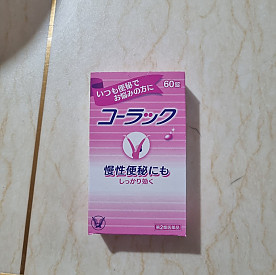 いつも便秘で
お悩みの方に
60錠
コーラック
慢性便秘にも
しっかり効く
第2類医薬品